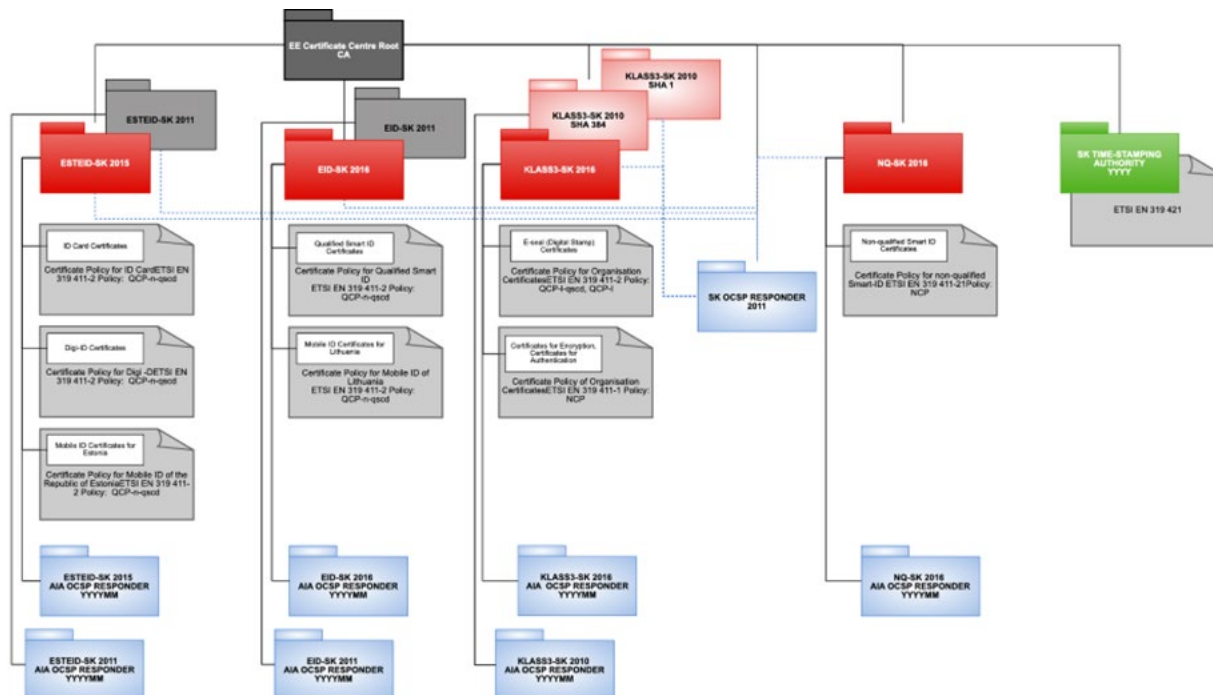 EE Certificate Centre Root
CA
KLASS3-SK 2010
SHA 1
ESTEID-SK 2011
EID-SK 2011
KLASS3-SK 2010
SHA 384
ESTEID-SK 2015
EID-SK 2016
KLASS3-SK 2016
NQ-SK 2016
SK TIME-STAMPING
AUTHORITY
YYYY
ETSI EN 319 421
ID Card Certificates
Certificate Policy for ID CardETSI EN
319 411-2 Policy: QCP-n-qscd
Qualified Smart ID
Certificates
Certificate Policy for Qualified Smart
ID
ETSI EN 319 411-2 Policy:
QCP-n-qscd
E-seal (Digital Stamp)
Certificates
Certificate Policy for Organisation
CertificatesETSI EN 319 411-2 Policy:
QCP-l-qscd, QCP-l
SK OCSP RESPONDER
2011
Non-qualified Smart ID
Certificates
Certificate Policy for non-qualified
Smart-ID ETSI EN 319 411-21Policy:
NCP
Digi-ID Certificates
Certificate Policy for Digi -DETSI EN
319 411-2 Policy: QCP-n-qscd
Mobile ID Certificates for
Lithuania
Certificate Policy for Mobile ID of
Lithuania
ETSI EN 319 411-2 Policy:
QCP-n-qscd
Certificates for Encryption,
Certificates for
Authentication
Certificate Policy of Organisation
CertificatesETSI EN 319 411-1 Policy:
NCP
Mobile ID Certificates for
Estonia
Certificate Policy for Mobile ID of the
Republic of EstoniaETSI EN 319 411-
2 Policy: QCP-n-qscd
ESTEID-SK 2015
AIA OCSP RESPONDER
YYYYMM
EID-SK 2016
AIA OCSP RESPONDER
YYYYMM
KLASS3-SK 2016
AIA OCSP RESPONDER
YYYYMM
NQ-SK 2016
AIA OCSP RESPONDER
YYYYMM
ESTEID-SK 2011
AIA OCSP RESPONDER
YYYYMM
EID-SK 2011
AIA OCSP RESPONDER
YYYYMM
KLASS3-SK 2010
AIA OCSP RESPONDER
YYYYMM